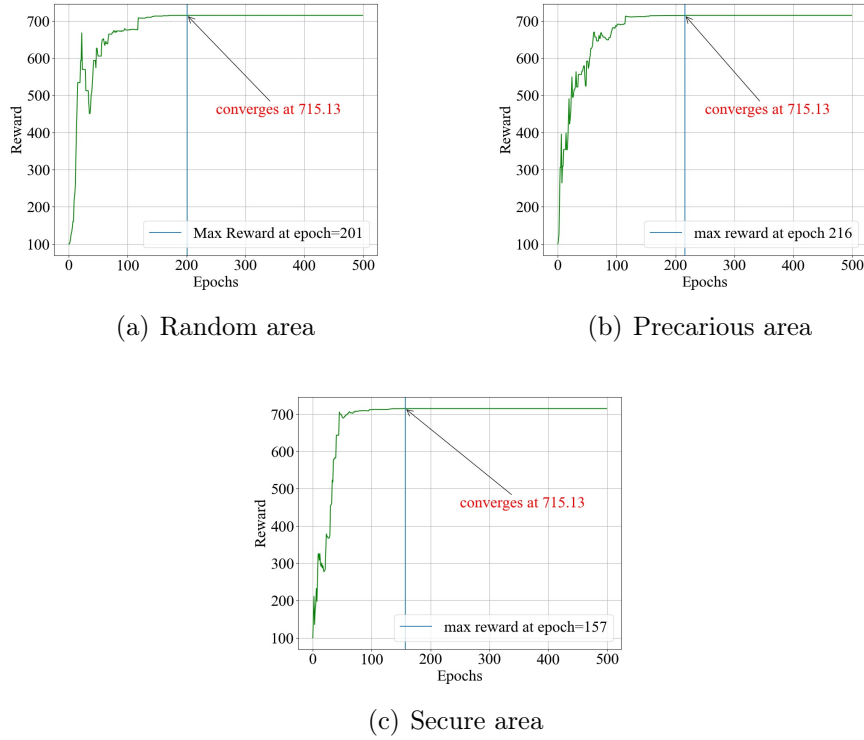 700
600
500
400
300
200
100
Reward
converges at 715.13
Max Reward at epoch=201
0 100 200 300 400 500
Epochs
(a) Random area
700
600
500
400
300
200
100
Reward
converges at 715.13
max reward at epoch 216
0 100 200 300 400 500
Epochs
(b) Precarious area
700
600
500
400
300
200
100
Reward
converges at 715.13
max reward at epoch=157
0 100 200 300 400 500
Epochs
(c) Secure area